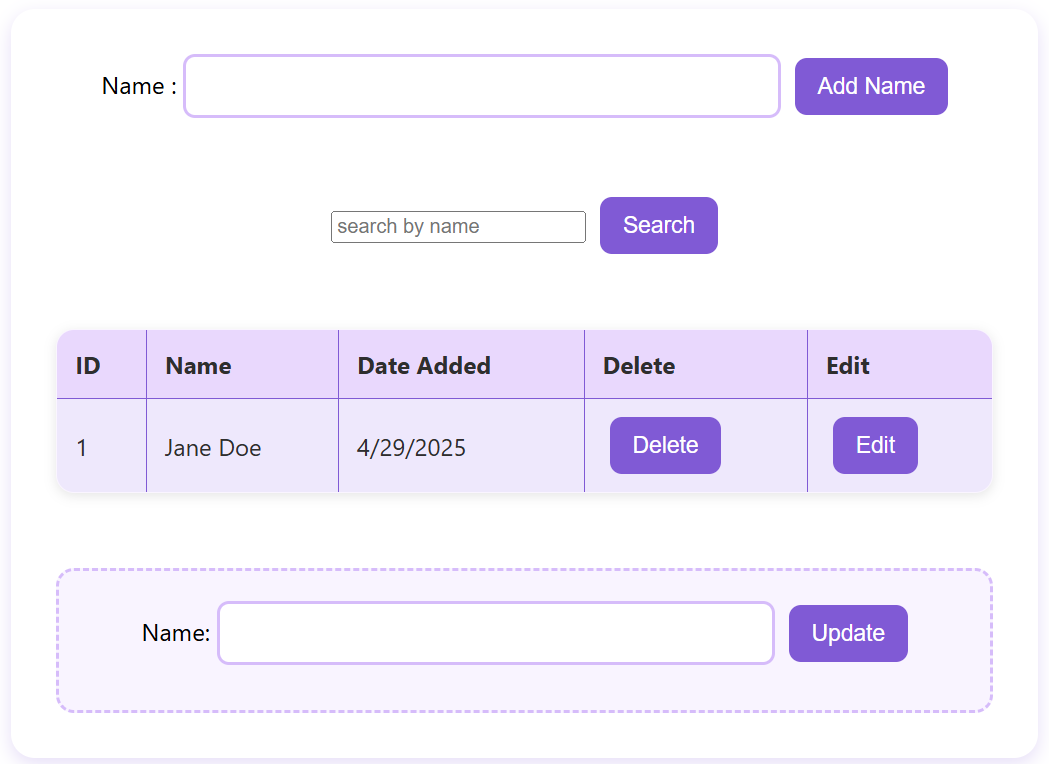 Name : Add Name
search by name Search
ID Name Date Added Delete Edit
1 Jane Doe 4/29/2025 Delete Edit
Name: Update